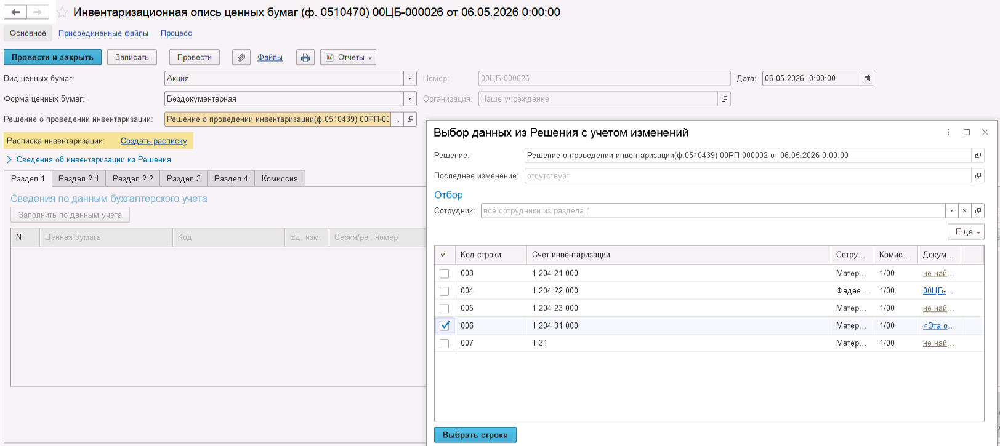 Инвентаризационная опись ценных бумаг (ф. 0510470) 00ЦБ-000026 от 06.05.2026 0:00:00
Основное Присоединенные файлы Процесс
Провести и закрыть Записать Провести Файлы Отчеты
Вид ценных бумаг: Акция Номер: 00ЦБ-000026 Дата: 06.05.2026 0:00:00
Форма ценных бумаг: Бездокументарная Организация: Наше учреждение
Решение о проведении инвентаризации: Решение о проведении инвентаризации(ф.0510439) 00РП-00 ...
Расписка инвентаризации: Создать расписку
Сведения об инвентаризации из Решения
Раздел 1 Раздел 2.1 Раздел 2.2 Раздел 3 Раздел 4 Комиссия
Сведения по данным бухгалтерского учета
Заполнить по данным учета
N Ценная бумага Код Ед. изм. Серия/рег. номер
Выбор данных из Решения с учетом изменений
Решение: Решение о проведении инвентаризации(ф.0510439) 00РП-000002 от 06.05.2026 0:00:00
Последнее изменение: отсутствует
Отбор
Сотрудник: все сотрудники из раздела 1
Еще
Код строки Счет инвентаризации Сотру... Комис... Докум...
003 1 204 21 000 Матер... 1/00 не най...
004 1 204 22 000 Фадее... 1/00 00ЦБ-...
005 1 204 23 000 Матер... 1/00 не най...
006 1 204 31 000 Матер... 1/00 <Эта о...
007 1 31 Матер... 1/00 не най...
Выбрать строки